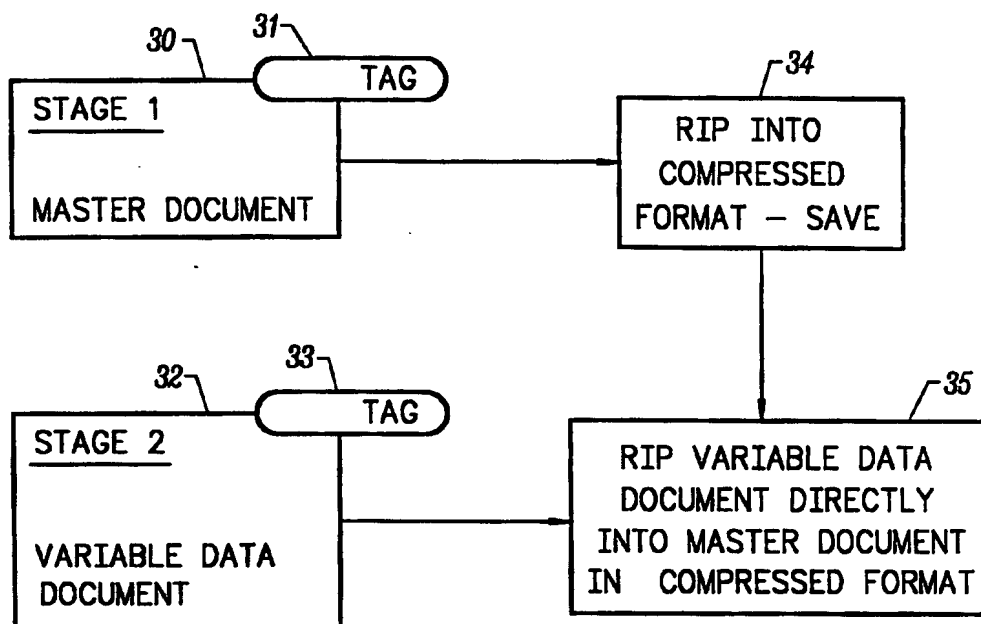 30
31
TAG
STAGE 1
MASTER DOCUMENT
34
RIP INTO
COMPRESSED
FORMAT – SAVE
32
33
TAG
STAGE 2
VARIABLE DATA
DOCUMENT
35
RIP VARIABLE DATA
DOCUMENT DIRECTLY
INTO MASTER DOCUMENT
IN COMPRESSED FORMAT